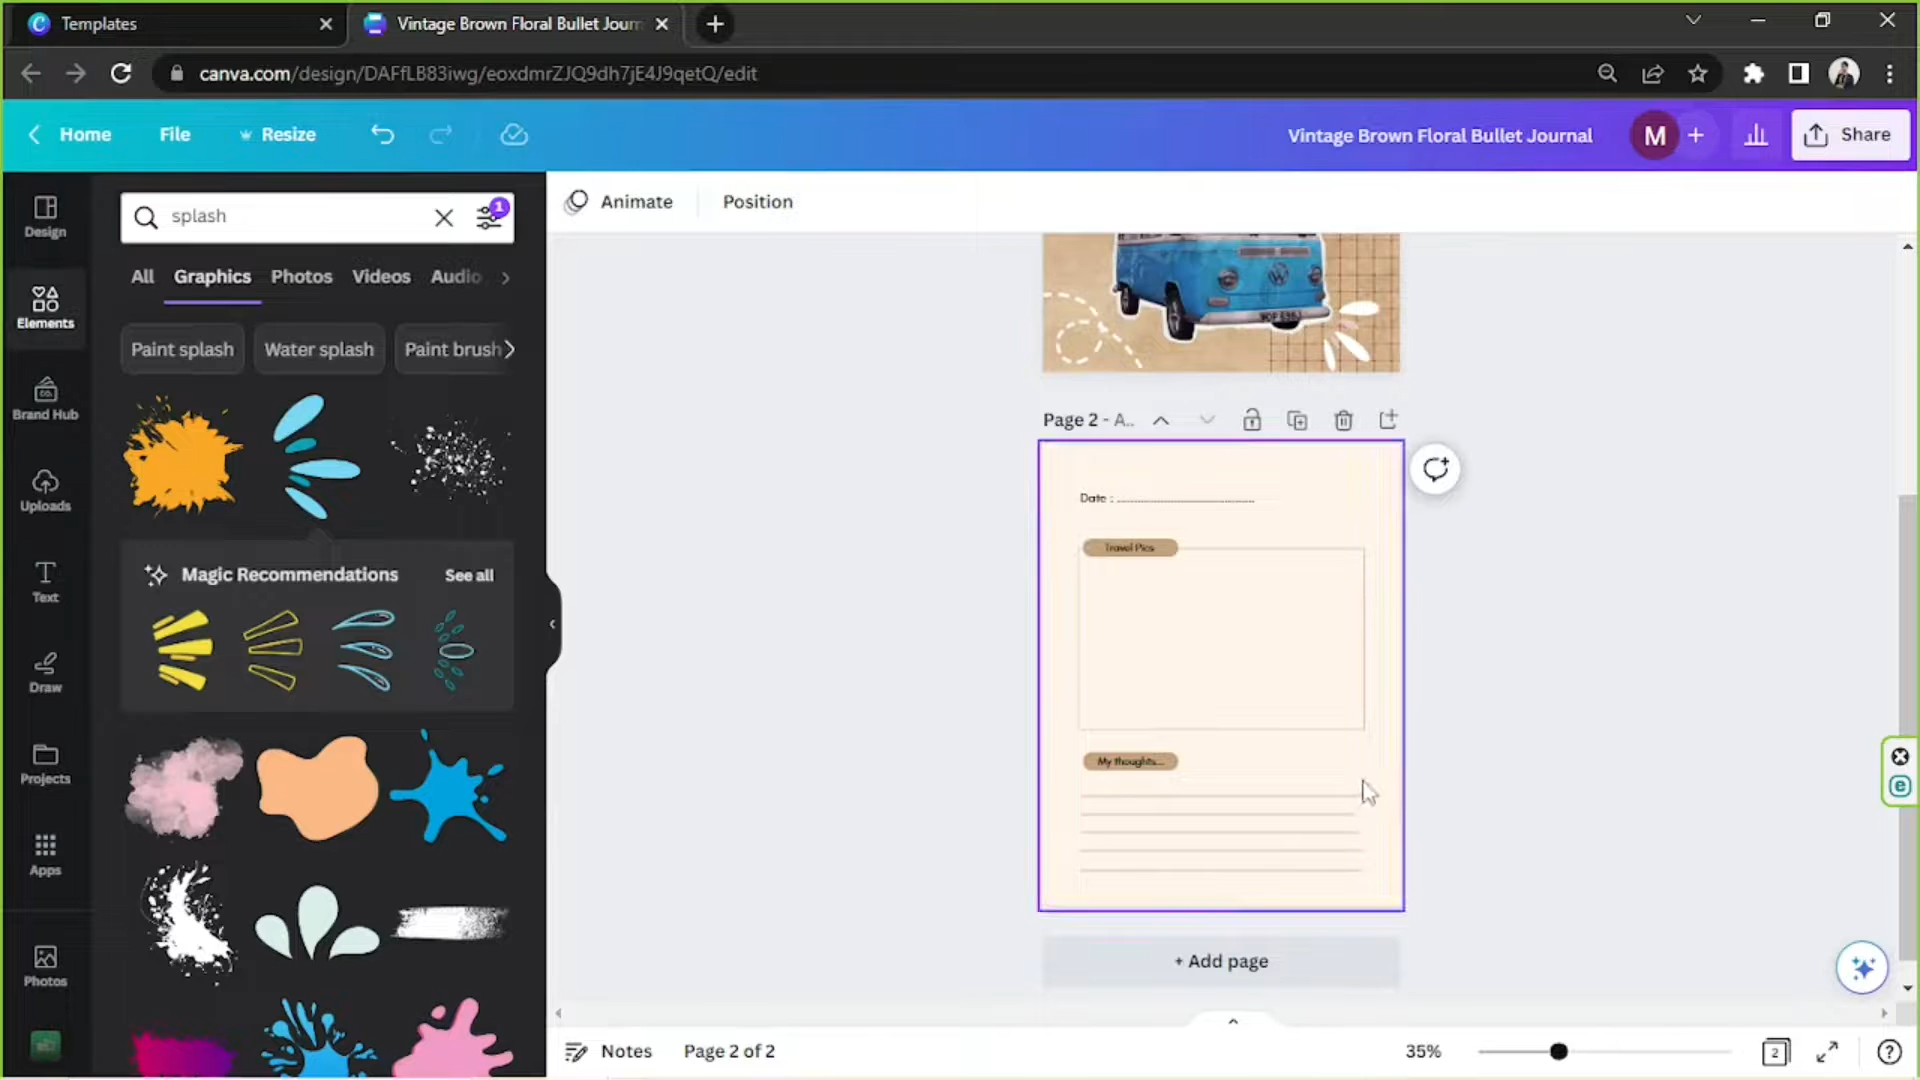 Templates
Vintage Brown Floral Bullet Jour
canva.com/design/DAFfLB83iwg/eoxdmrZJQ9dh7jE4J9qetQ/edit
Home
File
Resize
Vintage Brown Floral Bullet Journal
M
Share
Design
Elements
Brand Hub
Uploads
Text
Draw
Projects
Apps
Photos
splash
1
All
Graphics
Photos
Videos
Audio
Paint splash
Water splash
Paint brush
Magic Recommendations
See all
Animate
Position
Page 2 - A..
Date :
Travel Pics
My thoughts...
+ Add page
Notes
Page 2 of 2
35%
2